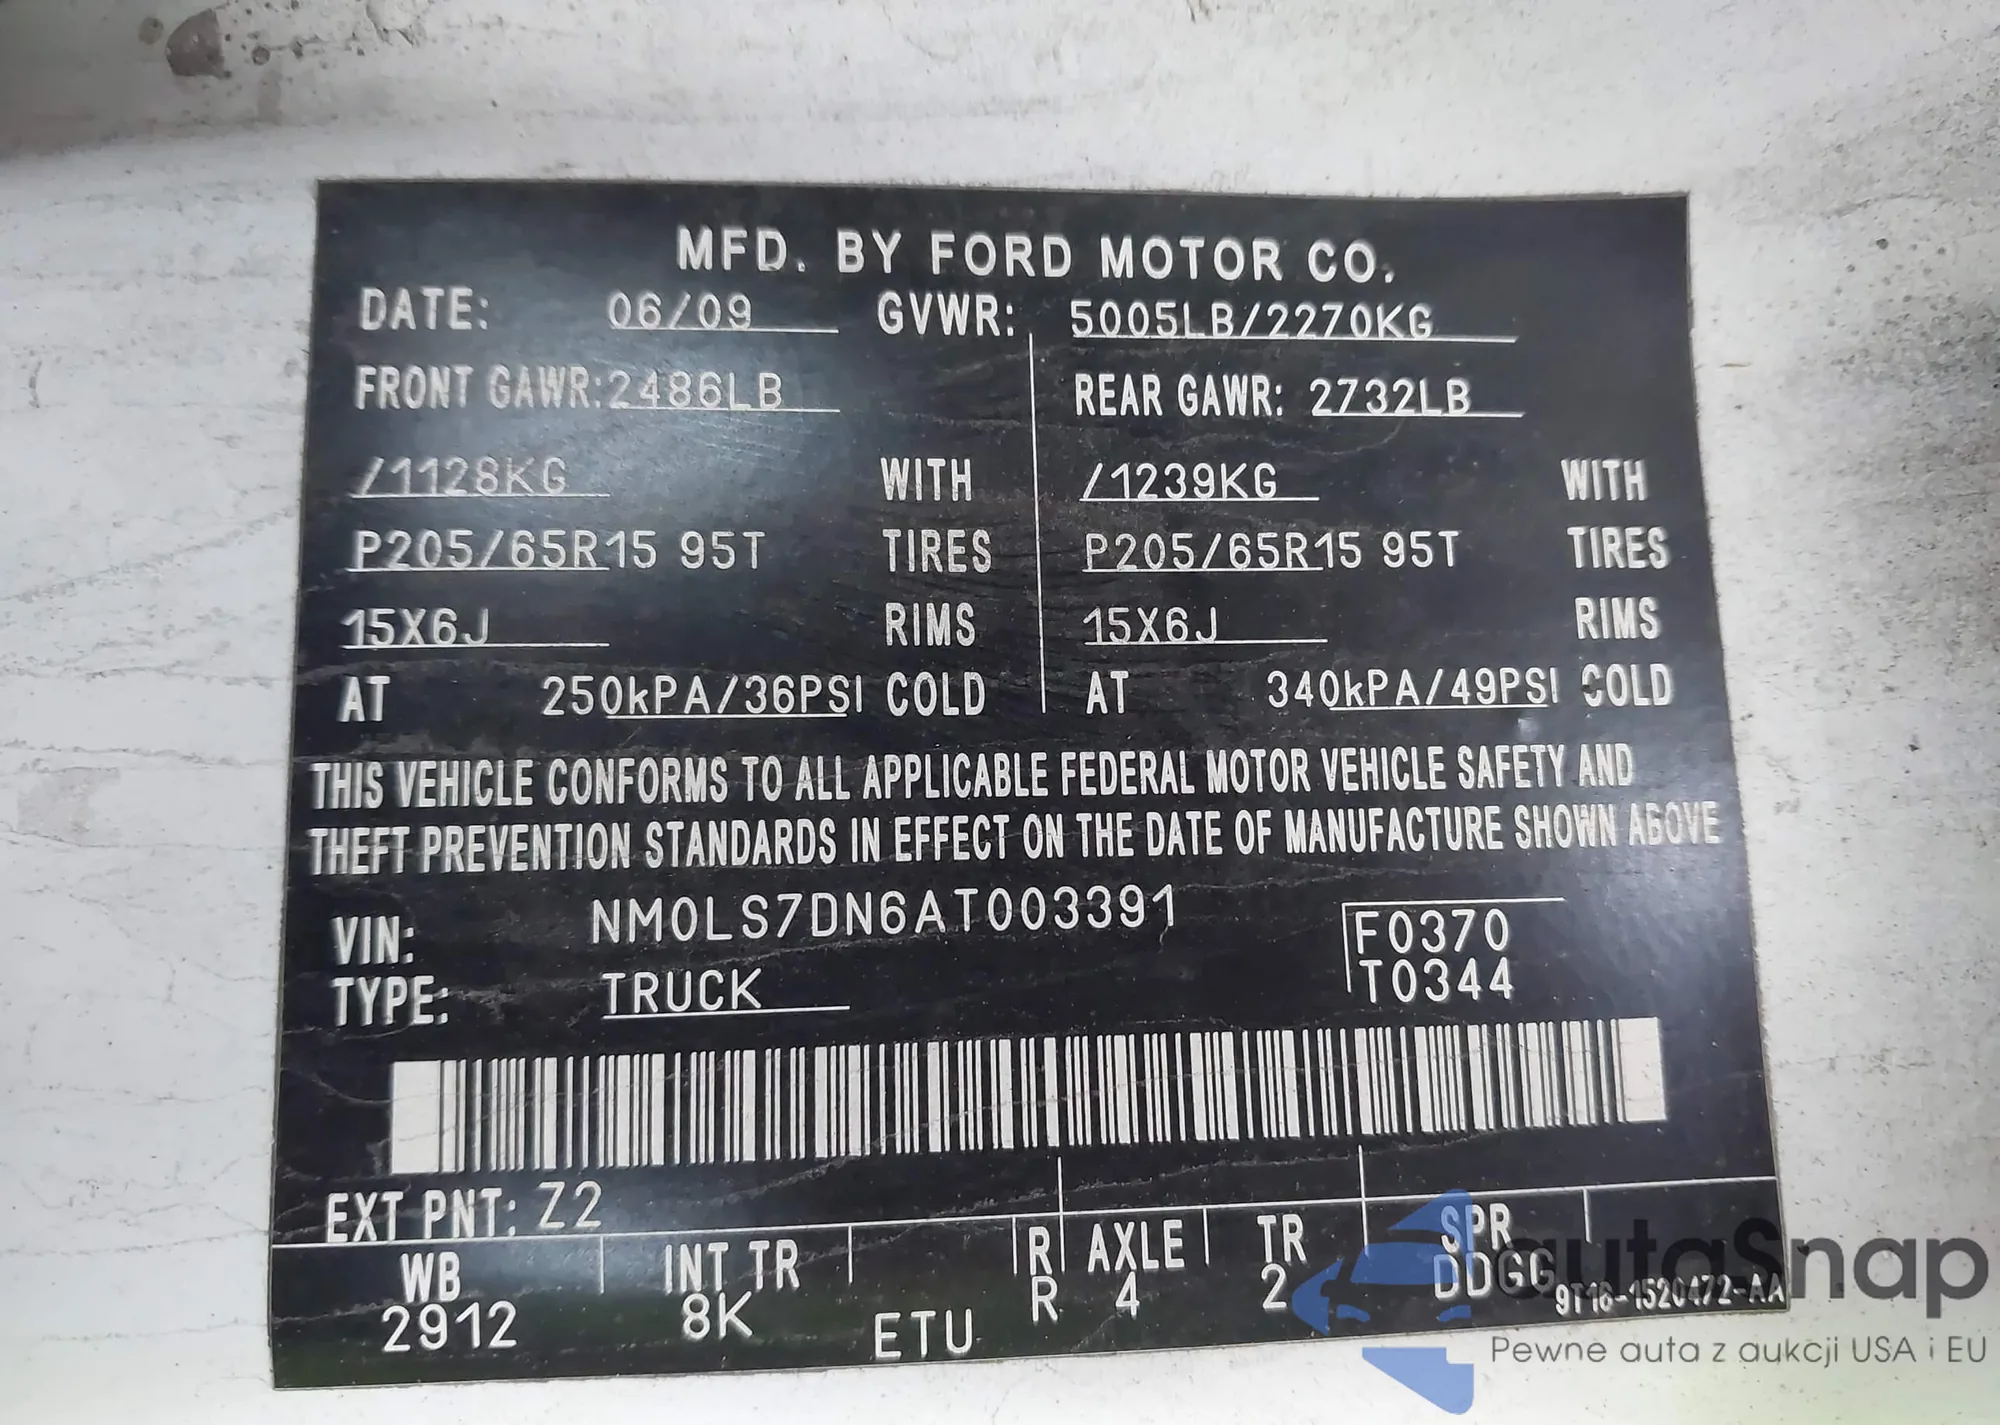 MFD. BY FORD MOTOR CO.
DATE: 06/09 GVWR: 5005LB/2270KG
FRONT GAWR:2486LB REAR GAWR: 2732LB
/1128KG WITH /1239KG WITH
P205/65R15 95T TIRES P205/65R15 95T TIRES
15X6J RIMS 15X6J RIMS
AT 250kPA/36PSI COLD AT 340kPA/49PSI COLD
THIS VEHICLE CONFORMS TO ALL APPLICABLE FEDERAL MOTOR VEHICLE SAFETY AND
THEFT PREVENTION STANDARDS IN EFFECT ON THE DATE OF MANUFACTURE SHOWN ABOVE
VIN: NM0LS7DN6AT003391
F0370
TYPE: TRUCK
T0344
EXT PNT: Z2
WB INT TR R AXLE TR SPR
2912 8K ETU R 4 2 DDGG 9T16-1520472-AA
autaSnap
Pewne auta z aukcji USA i EU